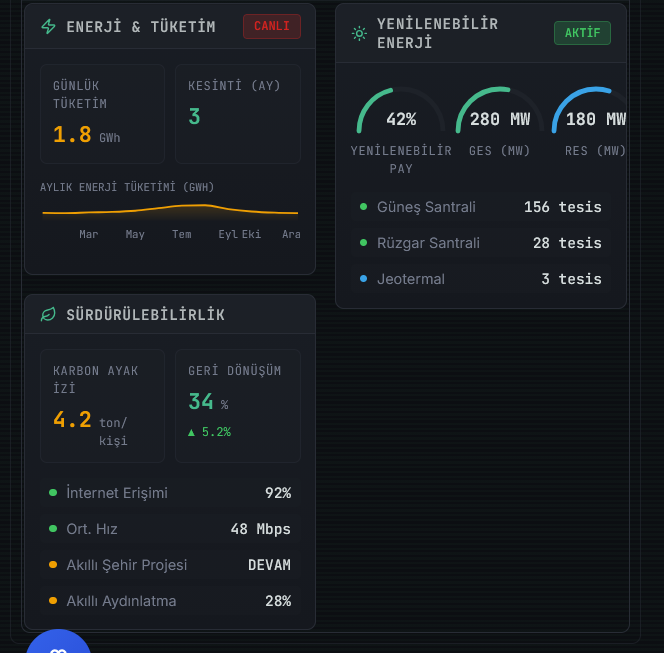 ENERJİ & TÜKETİM
CANLI
GÜNLÜK
TÜKETİM
1.8 GWh
KESİNTİ (AY)
3
AYLIK ENERJİ TÜKETİMİ (GWH)
Mar May Tem Eyl Eki Ara
YENİLENEBİLİR
ENERJİ
AKTİF
42%
YENİLENEBİLİR
PAY
280 MW
GES (MW)
180 MW
RES (MW)
Güneş Santrali 156 tesis
Rüzgar Santrali 28 tesis
Jeotermal 3 tesis
SÜRDÜRÜLEBİLİRLİK
KARBON AYAK
İZİ
4.2 ton/
kişi
GERİ DÖNÜŞÜM
34 %
▲ 5.2%
İnternet Erişimi 92%
Ort. Hız 48 Mbps
Akıllı Şehir Projesi DEVAM
Akıllı Aydınlatma 28%